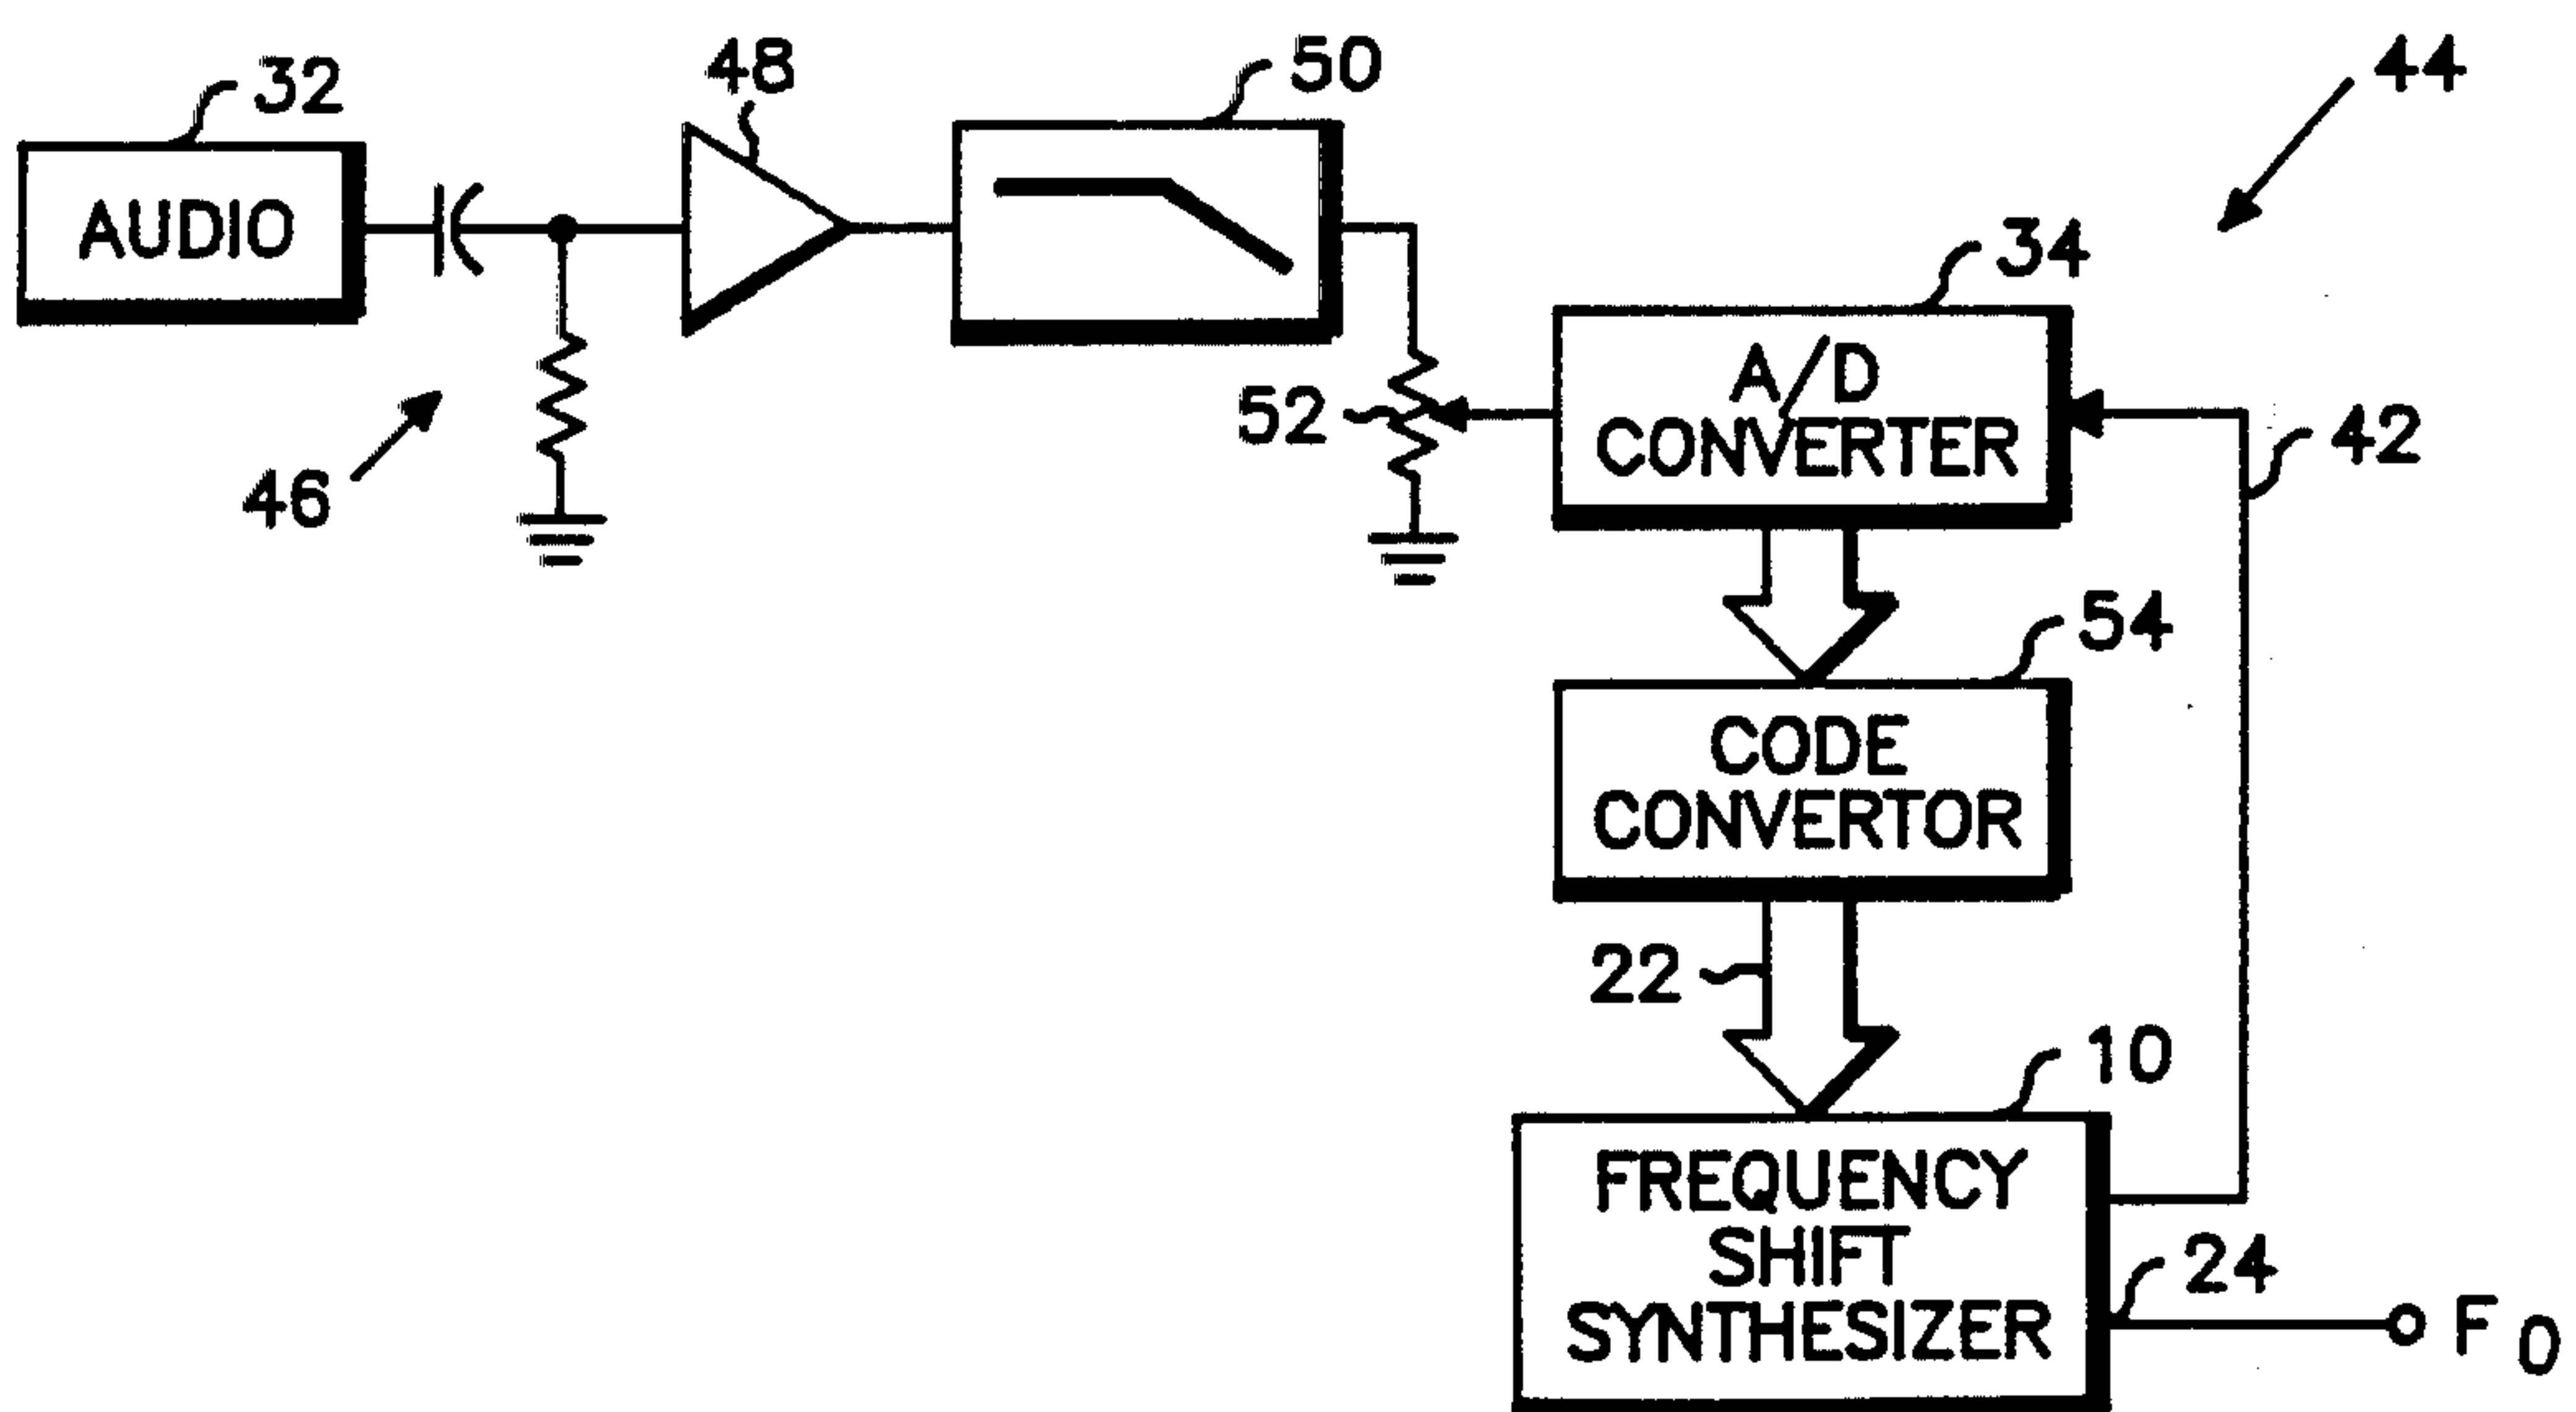 32
48
50
44
AUDIO
34
A/D
CONVERTER
52
42
46
54
CODE
CONVERTOR
22
10
FREQUENCY
SHIFT
SYNTHESIZER
24
F0